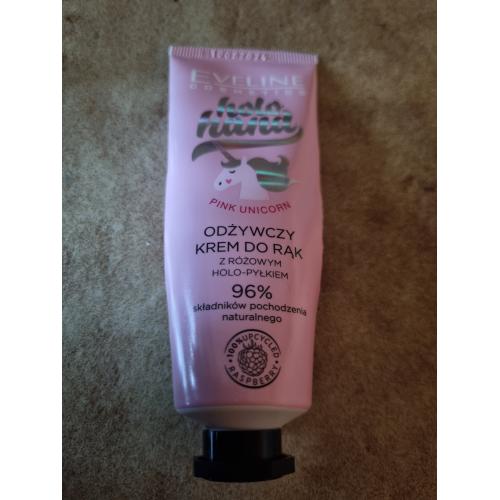 EVELINE
COSMETICS
holo
hand
PINK UNICORN
ODŻYWCZY
KREM DO RĄK
Z RÓŻOWYM
HOLO-PYŁKIEM
96%
składników pochodzenia
naturalnego
100% UPCYCLED
RASPBERRY